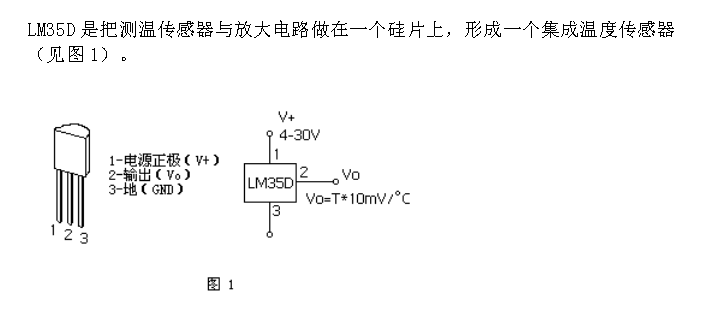 LM35D 是把测温传感器与放大电路做在一个硅片上，形成一个集成温度传感器
（见图 1）。
V+
4-30V
1
1-电源正极(V+)
2-输出(Vo)
3-地(GND)
LM35D
2
Vo
Vo=T*10mV/°C
3
1 2 3
图 1